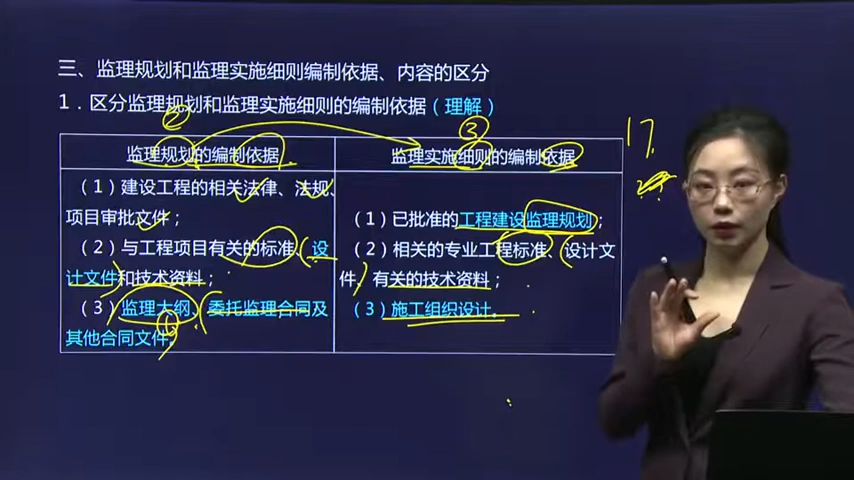 三、监理规划和监理实施细则编制依据、内容的区分
1．区分监理规划和监理实施细则的编制依据（理解）
② ③ 17.
监理规划的编制依据
监理实施细则的编制依据
（1）建设工程的相关法律、法规、
项目审批文件；
（2）与工程项目有关的标准、设
计文件和技术资料；
（3）监理大纲、委托监理合同及
其他合同文件。
①
（1）已批准的工程建设监理规划；
（2）相关的专业工程标准、设计文
件、有关的技术资料；
（3）施工组织设计。